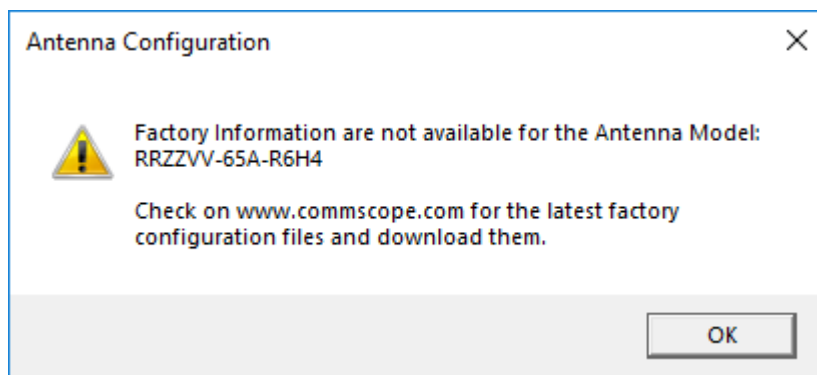 Antenna Configuration
Factory Information are not available for the Antenna Model:
RRZZVV-65A-R6H4
Check on www.commscope.com for the latest factory
configuration files and download them.
OK